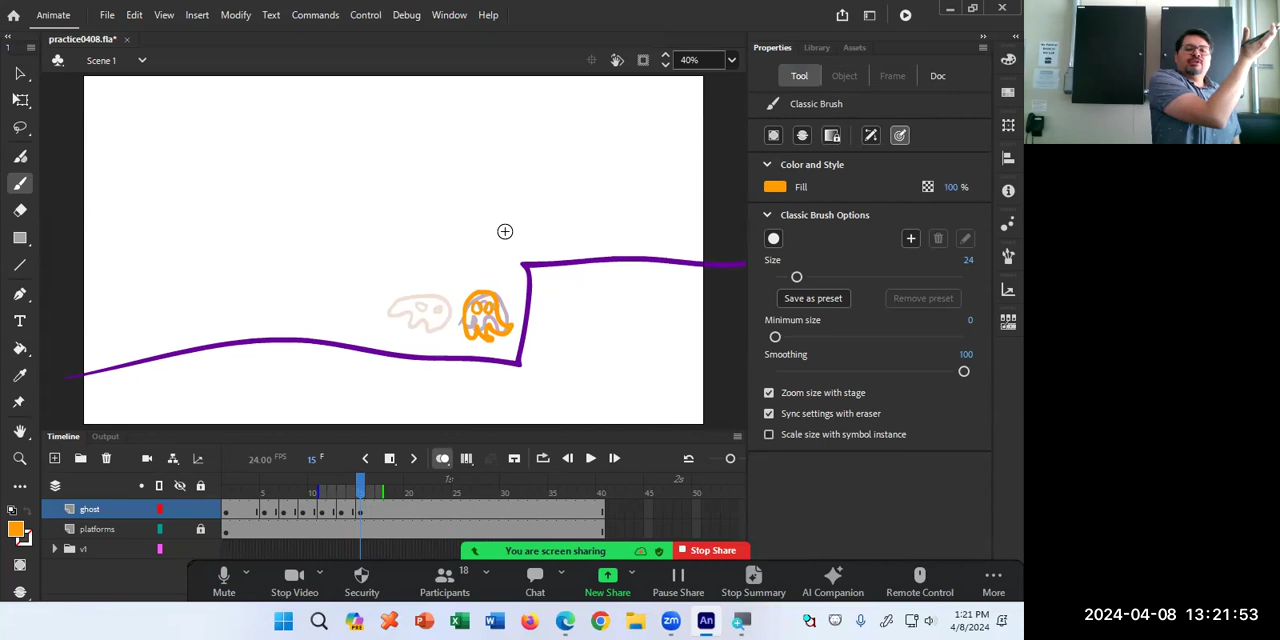 Animate File Edit View Insert Modify Text Commands Control Debug Window Help
practice0408.fla*
Scene 1
40%
Properties Library Assets
Tool Object Frame Doc
Classic Brush
Color and Style
Fill 100 %
Classic Brush Options
Size 24
Save as preset Remove preset
Minimum size 0
Smoothing 100
Zoom size with stage
Sync settings with eraser
Scale size with symbol instance
Timeline Output
24.00 FPS 15 F
1s 2s
5 10 20 25 30 35 40 45 50
ghost
platforms
v1
You are screen sharing Stop Share
18
Mute Stop Video Security Participants Chat New Share Pause Share Stop Summary AI Companion Remote Control More
1:21 PM
4/8/2024
2024-04-08 13:21:53